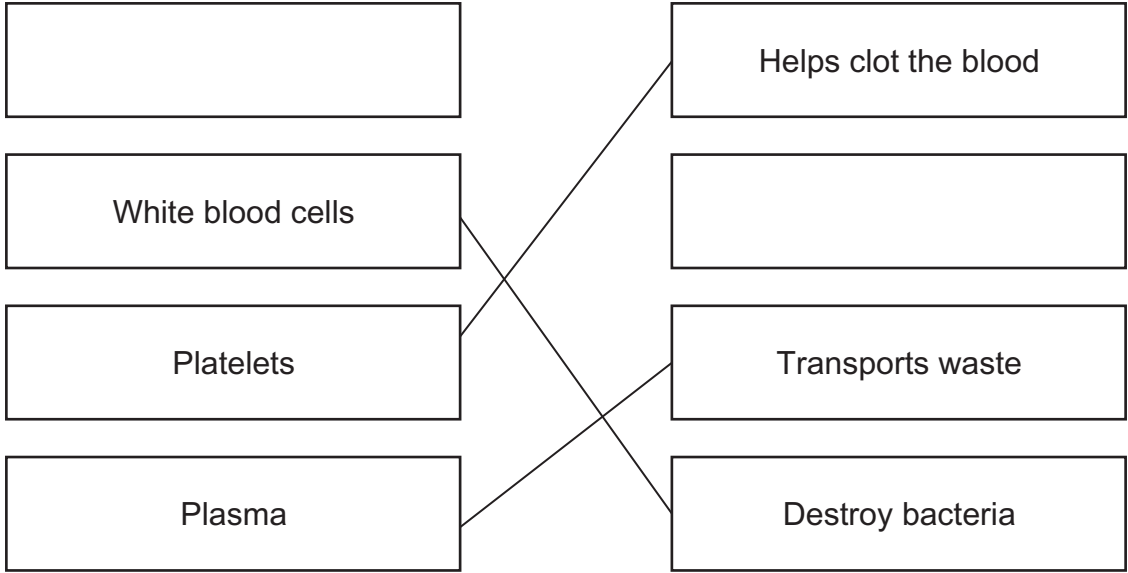 Helps clot the blood
White blood cells
Platelets
Transports waste
Plasma
Destroy bacteria